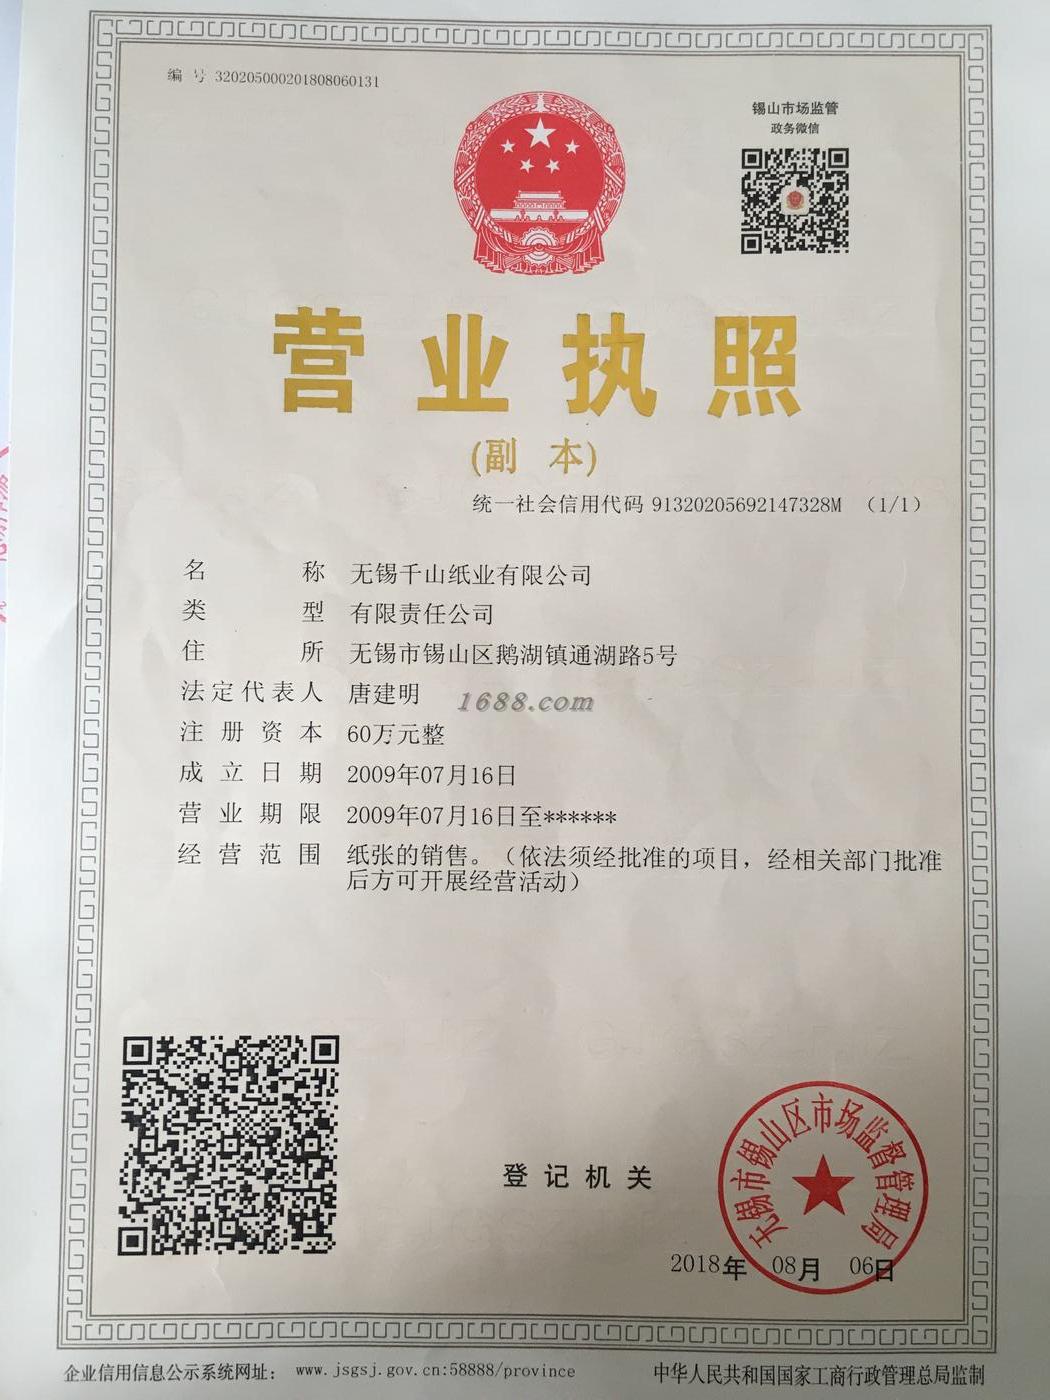 编 号 320205000201808060131
锡山市场监管
政务微信
营业执照
(副 本)
统一社会信用代码 91320205692147328M (1/1)
名 称 无锡千山纸业有限公司
类 型 有限责任公司
住 所 无锡市锡山区鹅湖镇通湖路5号
法定代表人 唐建明
1688.com
注 册 资 本 60万元整
成 立 日 期 2009年07月16日
营 业 期 限 2009年07月16日至******
经 营 范 围 纸张的销售。（依法须经批准的项目，经相关部门批准
后方可开展经营活动）
登 记 机 关
无锡市锡山区市场监督管理局
2018年 08月 06日
企业信用信息公示系统网址： www.jsgsj.gov.cn:58888/province
中华人民共和国国家工商行政管理总局监制